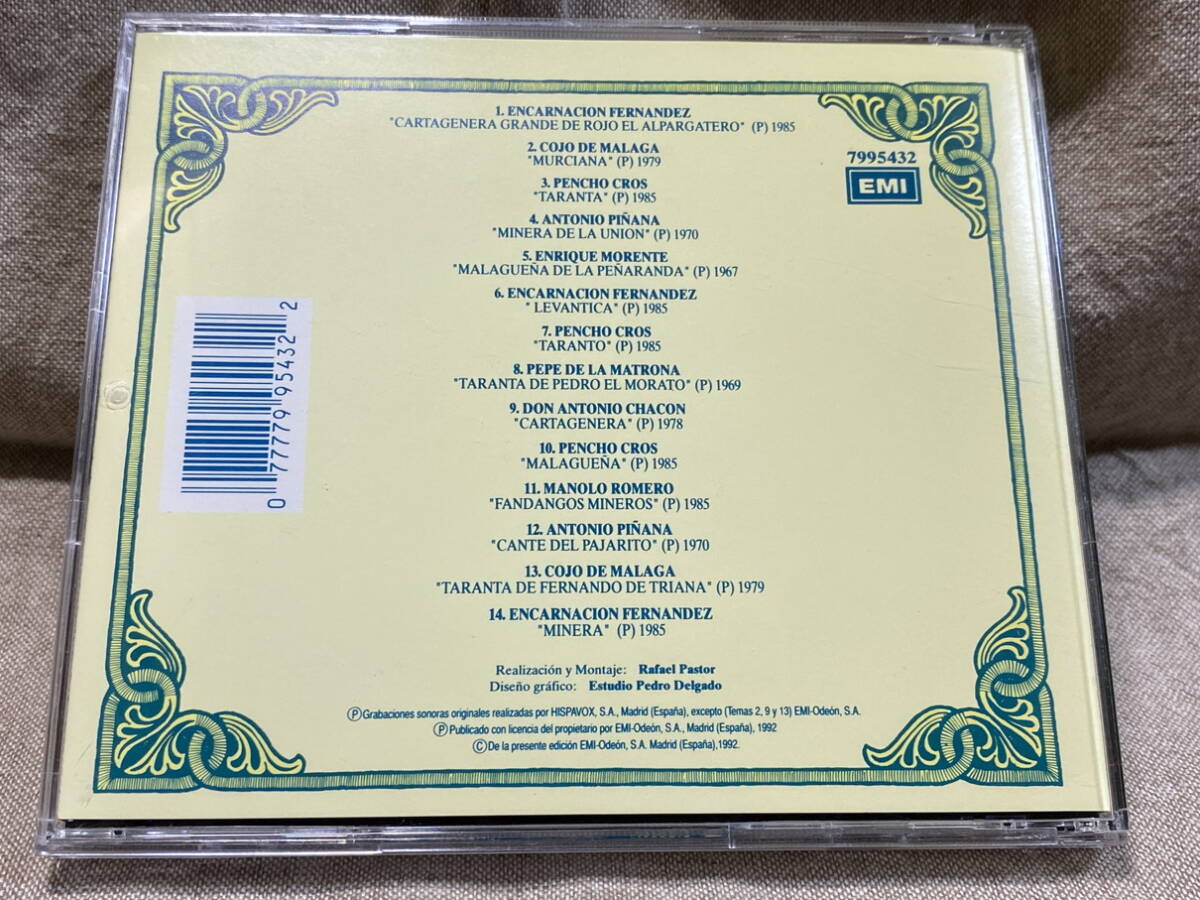 1. ENCARNACION FERNANDEZ
"CARTAGENERA GRANDE DE ROJO EL ALPARGATERO" (P) 1985
2. COJO DE MALAGA
"MURCIANA" (P) 1979
3. PENCHO CROS
"TARANTA" (P) 1985
4. ANTONIO PIÑANA
"MINERA DE LA UNION" (P) 1970
5. ENRIQUE MORENTE
"MALAGUEÑA DE LA PEÑARANDA" (P) 1967
6. ENCARNACION FERNANDEZ
"LEVANTICA" (P) 1985
7. PENCHO CROS
"TARANTO" (P) 1985
8. PEPE DE LA MATRONA
"TARANTA DE PEDRO EL MORATO" (P) 1969
9. DON ANTONIO CHACON
"CARTAGENERA" (P) 1978
10. PENCHO CROS
"MALAGUEÑA" (P) 1985
11. MANOLO ROMERO
"FANDANGOS MINEROS" (P) 1985
12. ANTONIO PIÑANA
"CANTE DEL PAJARITO" (P) 1970
13. COJO DE MALAGA
"TARANTA DE FERNANDO DE TRIANA" (P) 1979
14. ENCARNACION FERNANDEZ
"MINERA" (P) 1985
7995432
EMI
0 77779 95432 2
Realización y Montaje: Rafael Pastor
Diseño gráfico: Estudio Pedro Delgado
Ⓟ Grabaciones sonoras originales realizadas por HISPAVOX, S.A., Madrid (España), excepto (Temas 2, 9 y 13) EMI-Odeón, S.A.
Ⓟ Publicado con licencia del propietario por EMI-Odeón, S.A., Madrid (España), 1992
Ⓒ De la presente edición EMI-Odeón, S.A. Madrid (España), 1992.